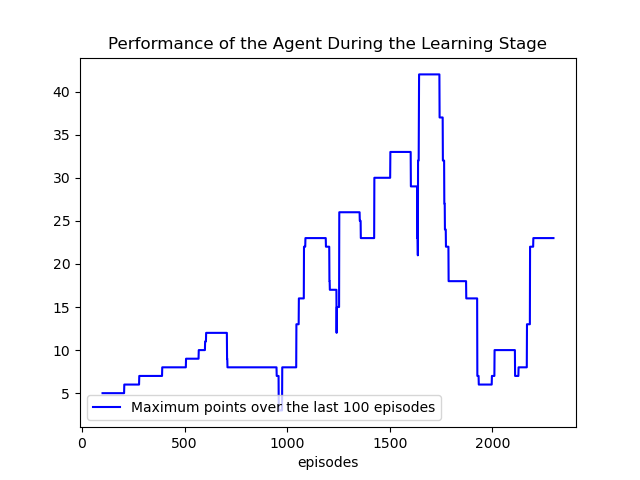 Performance of the Agent During the Learning Stage
40
35
30
25
20
15
10
5
Maximum points over the last 100 episodes
0 500 1000 1500 2000
episodes